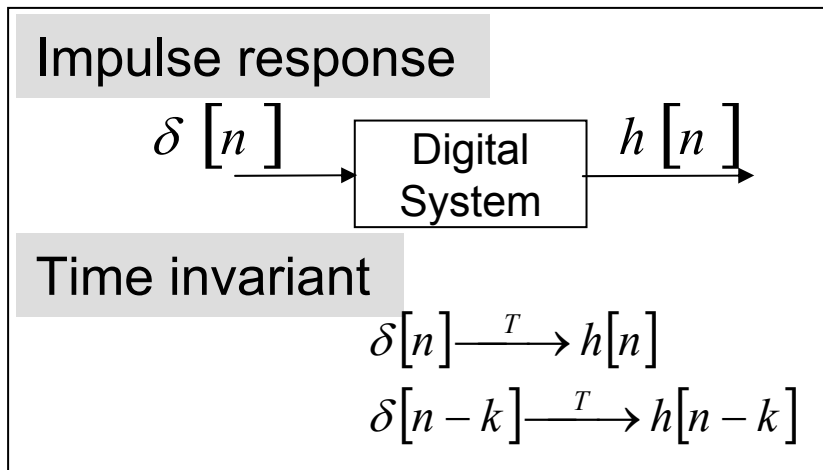 Impulse response
δ [n ] Digital System h [n ]
Time invariant
δ[n] —T→ h[n]
δ[n − k] —T→ h[n − k]